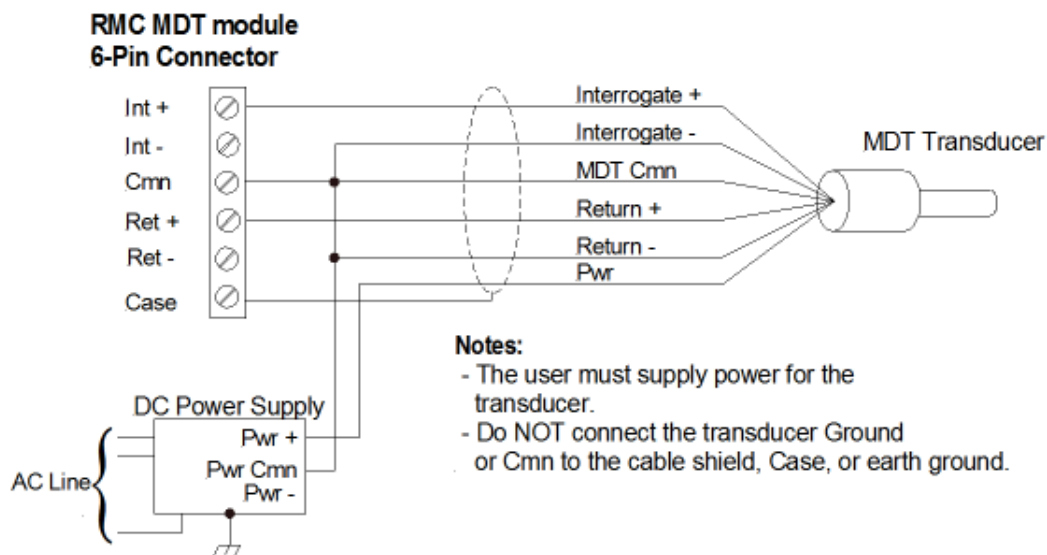 RMC MDT module
6-Pin Connector
Int +
Int -
Cmn
Ret +
Ret -
Case
Interrogate +
Interrogate -
MDT Cmn
Return +
Return -
Pwr
MDT Transducer
Notes:
- The user must supply power for the
transducer.
- Do NOT connect the transducer Ground
or Cmn to the cable shield, Case, or earth ground.
DC Power Supply
Pwr +
Pwr Cmn
Pwr -
AC Line